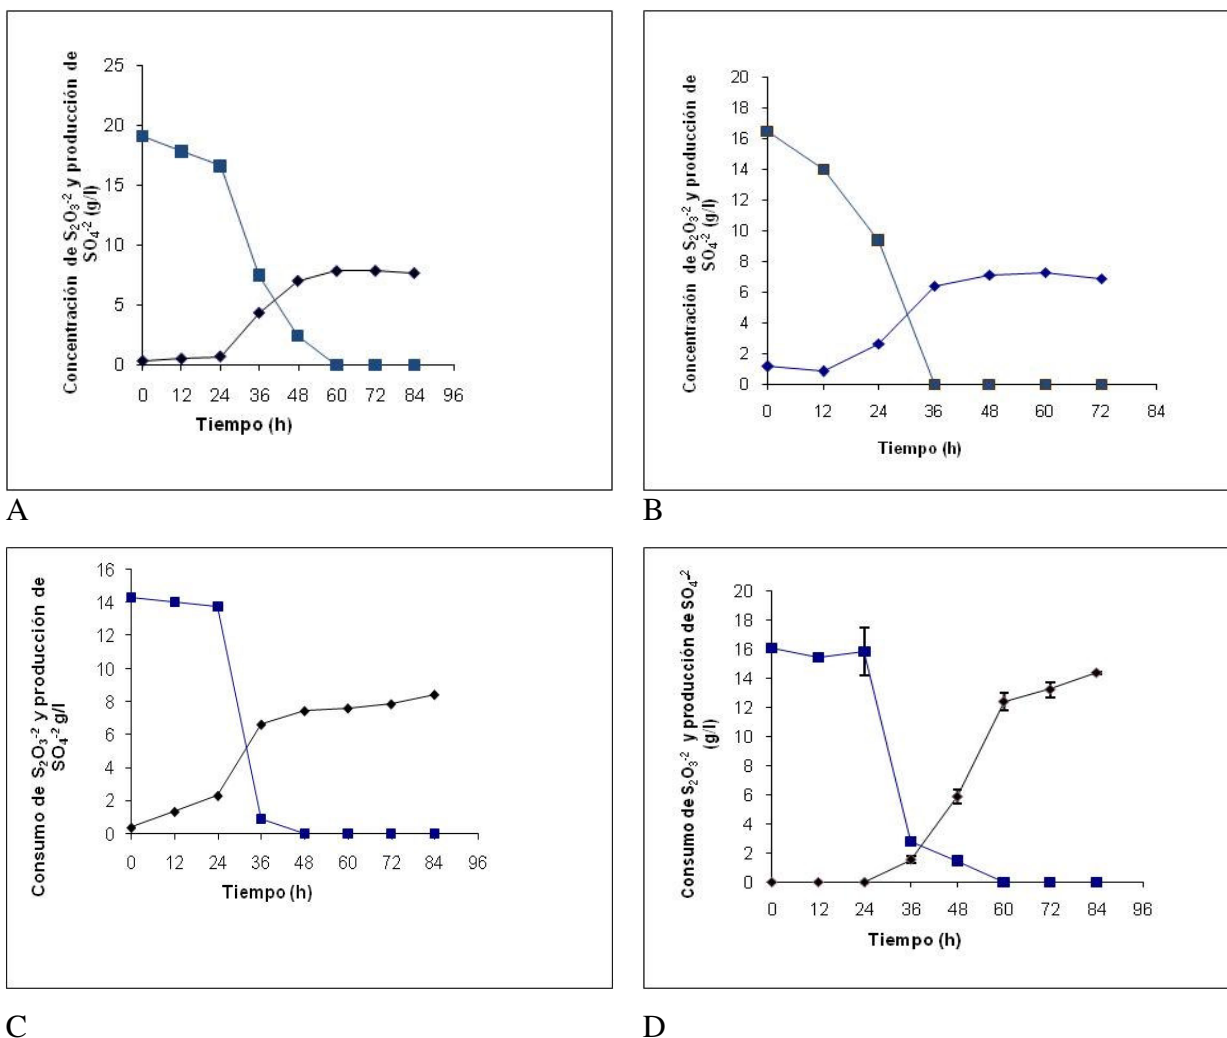 Concentración de S₂O₃⁻² y producción de
SO₄⁻² (g/l)
25
20
15
10
5
0
0 12 24 36 48 60 72 84 96
Tiempo (h)
A
Concentración de S₂O₃⁻² y producción de
SO₄⁻² (g/l)
20
18
16
14
12
10
8
6
4
2
0
0 12 24 36 48 60 72 84
Tiempo (h)
B
Consumo de S₂O₃⁻² y producción de
SO₄⁻² g/l
16
14
12
10
8
6
4
2
0
0 12 24 36 48 60 72 84 96
Tiempo (h)
C
Consumo de S₂O₃⁻² y producción de SO₄-²
(g/l)
20
18
16
14
12
10
8
6
4
2
0
0 12 24 36 48 60 72 84 96
Tiempo (h)
D